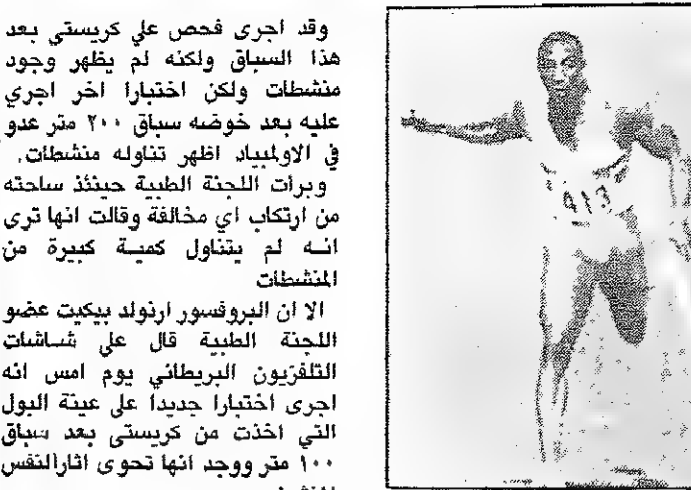 وقد اجرى فحص علي كريستي بعد
هذا السباق ولكنه لم يظهر وجود
منشطات ولكن اختبارا اخر اجري
عليه بعد خوضه سباق ٢٠٠ متر عدو
في الاولمبياد اظهر تناوله منشطات.
وبرأت اللجنة الطبية حينئذ ساحته
من ارتكاب اي مخالفة وقالت انها ترى
انه لم يتناول كمية كبيرة من
المنشطات
الا ان البروفسور ارنولد بيكيت عضو
اللجنة الطبية قال علي شاشات
التلفزيون البريطاني يوم امس انه
اجرى اختبارا جديدا على عينة البول
التي اخذت من كريستى بعد سباق
١٠٠ متر ووجد انها تحوى اثارالنفس
413